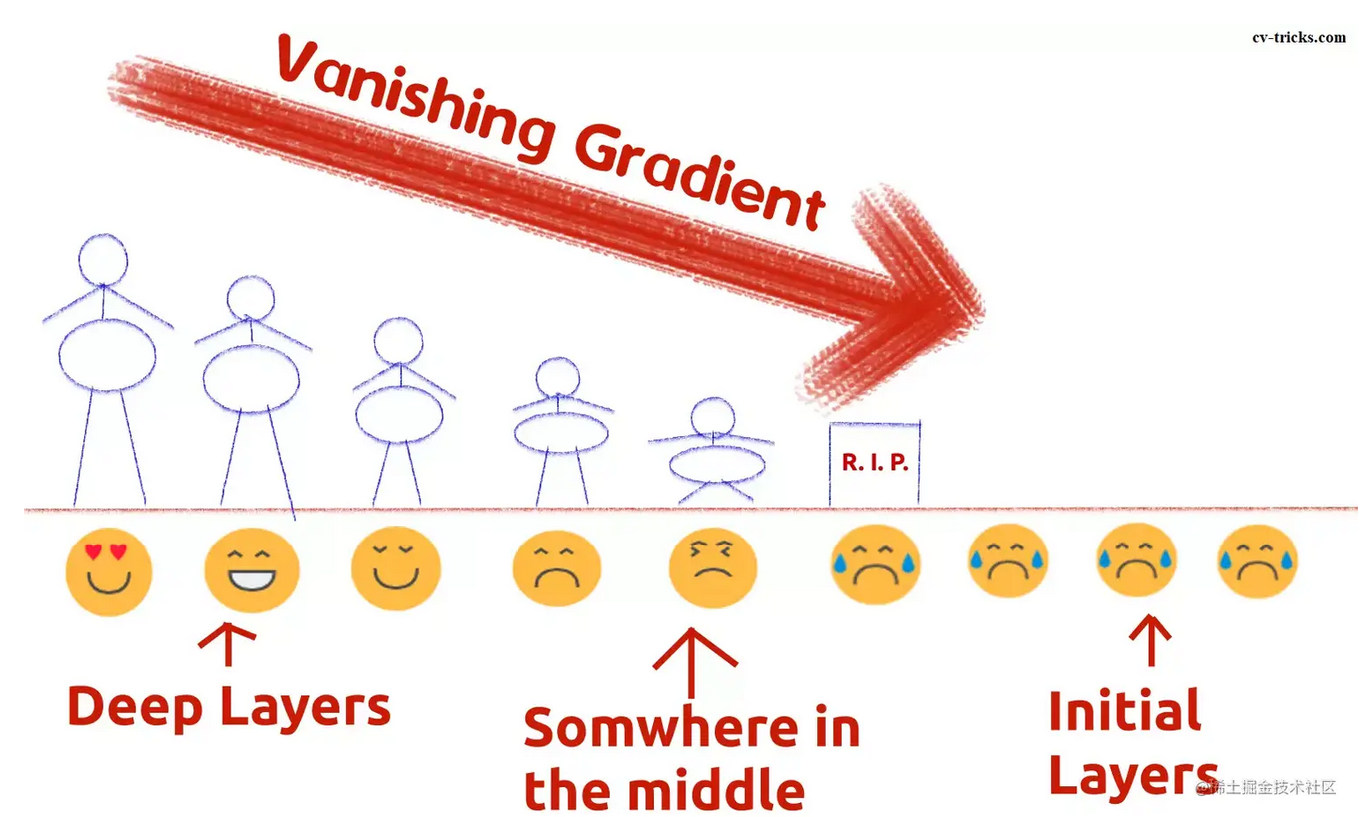 cv-tricks.com
Vanishing Gradient
R. I. P.
Deep Layers
Somwhere in
the middle
Initial
Layers
@稀土掘金技术社区